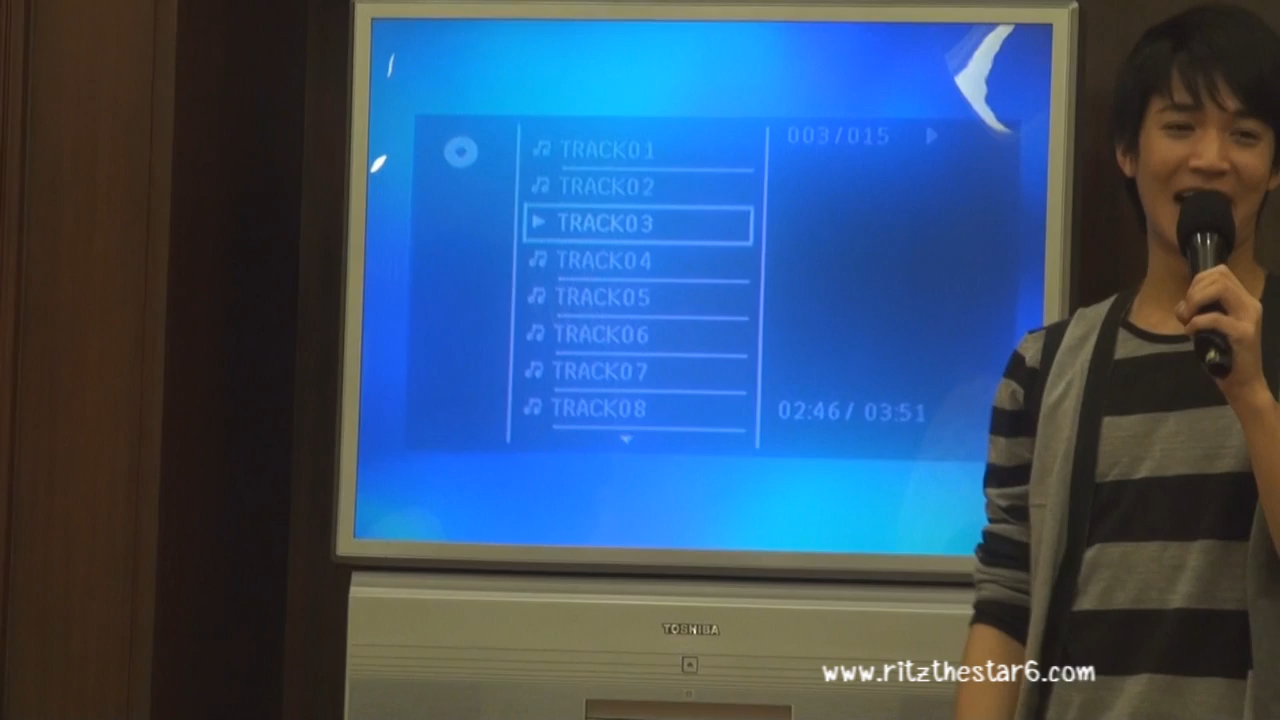 TRACK01
TRACK02
TRACK03
TRACK04
TRACK05
TRACK06
TRACK07
TRACK08
003/015
02:46/ 03:51
TOSHIBA
www.ritzthestar6.com